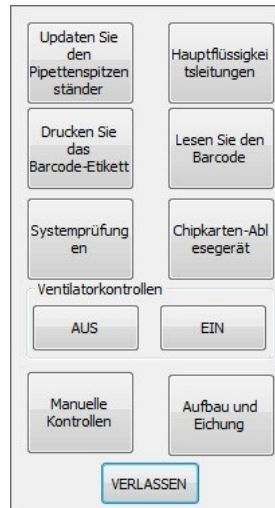 Updaten Sie
den
Pipettenspitzen
ständer
Hauptflüssigkei
tsleitungen
Drucken Sie
das
Barcode-Etikett
Lesen Sie den
Barcode
Systemprüfung
en
Chipkarten-Abl
esegerät
Ventilatorkontrollen
AUS
EIN
Manuelle
Kontrollen
Aufbau und
Eichung
VERLASSEN